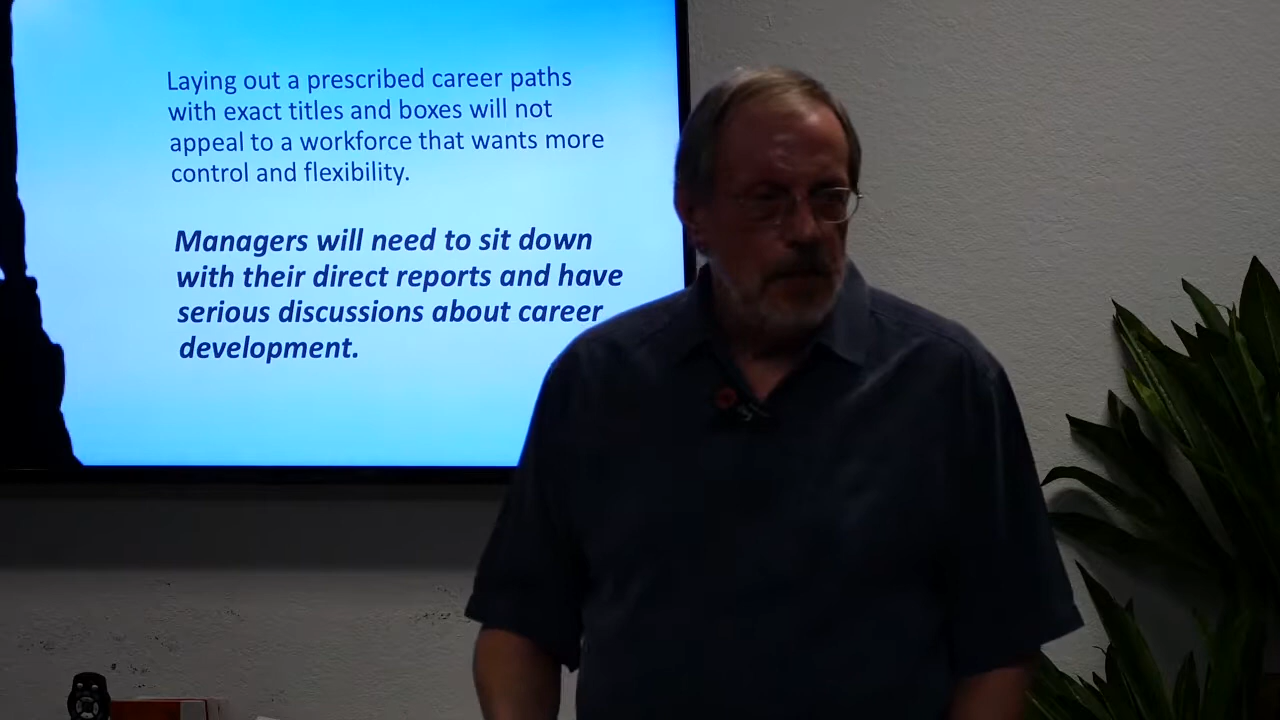 Laying out a prescribed career paths
with exact titles and boxes will not
appeal to a workforce that wants more
control and flexibility.
Managers will need to sit down
with their direct reports and have
serious discussions about career
development.